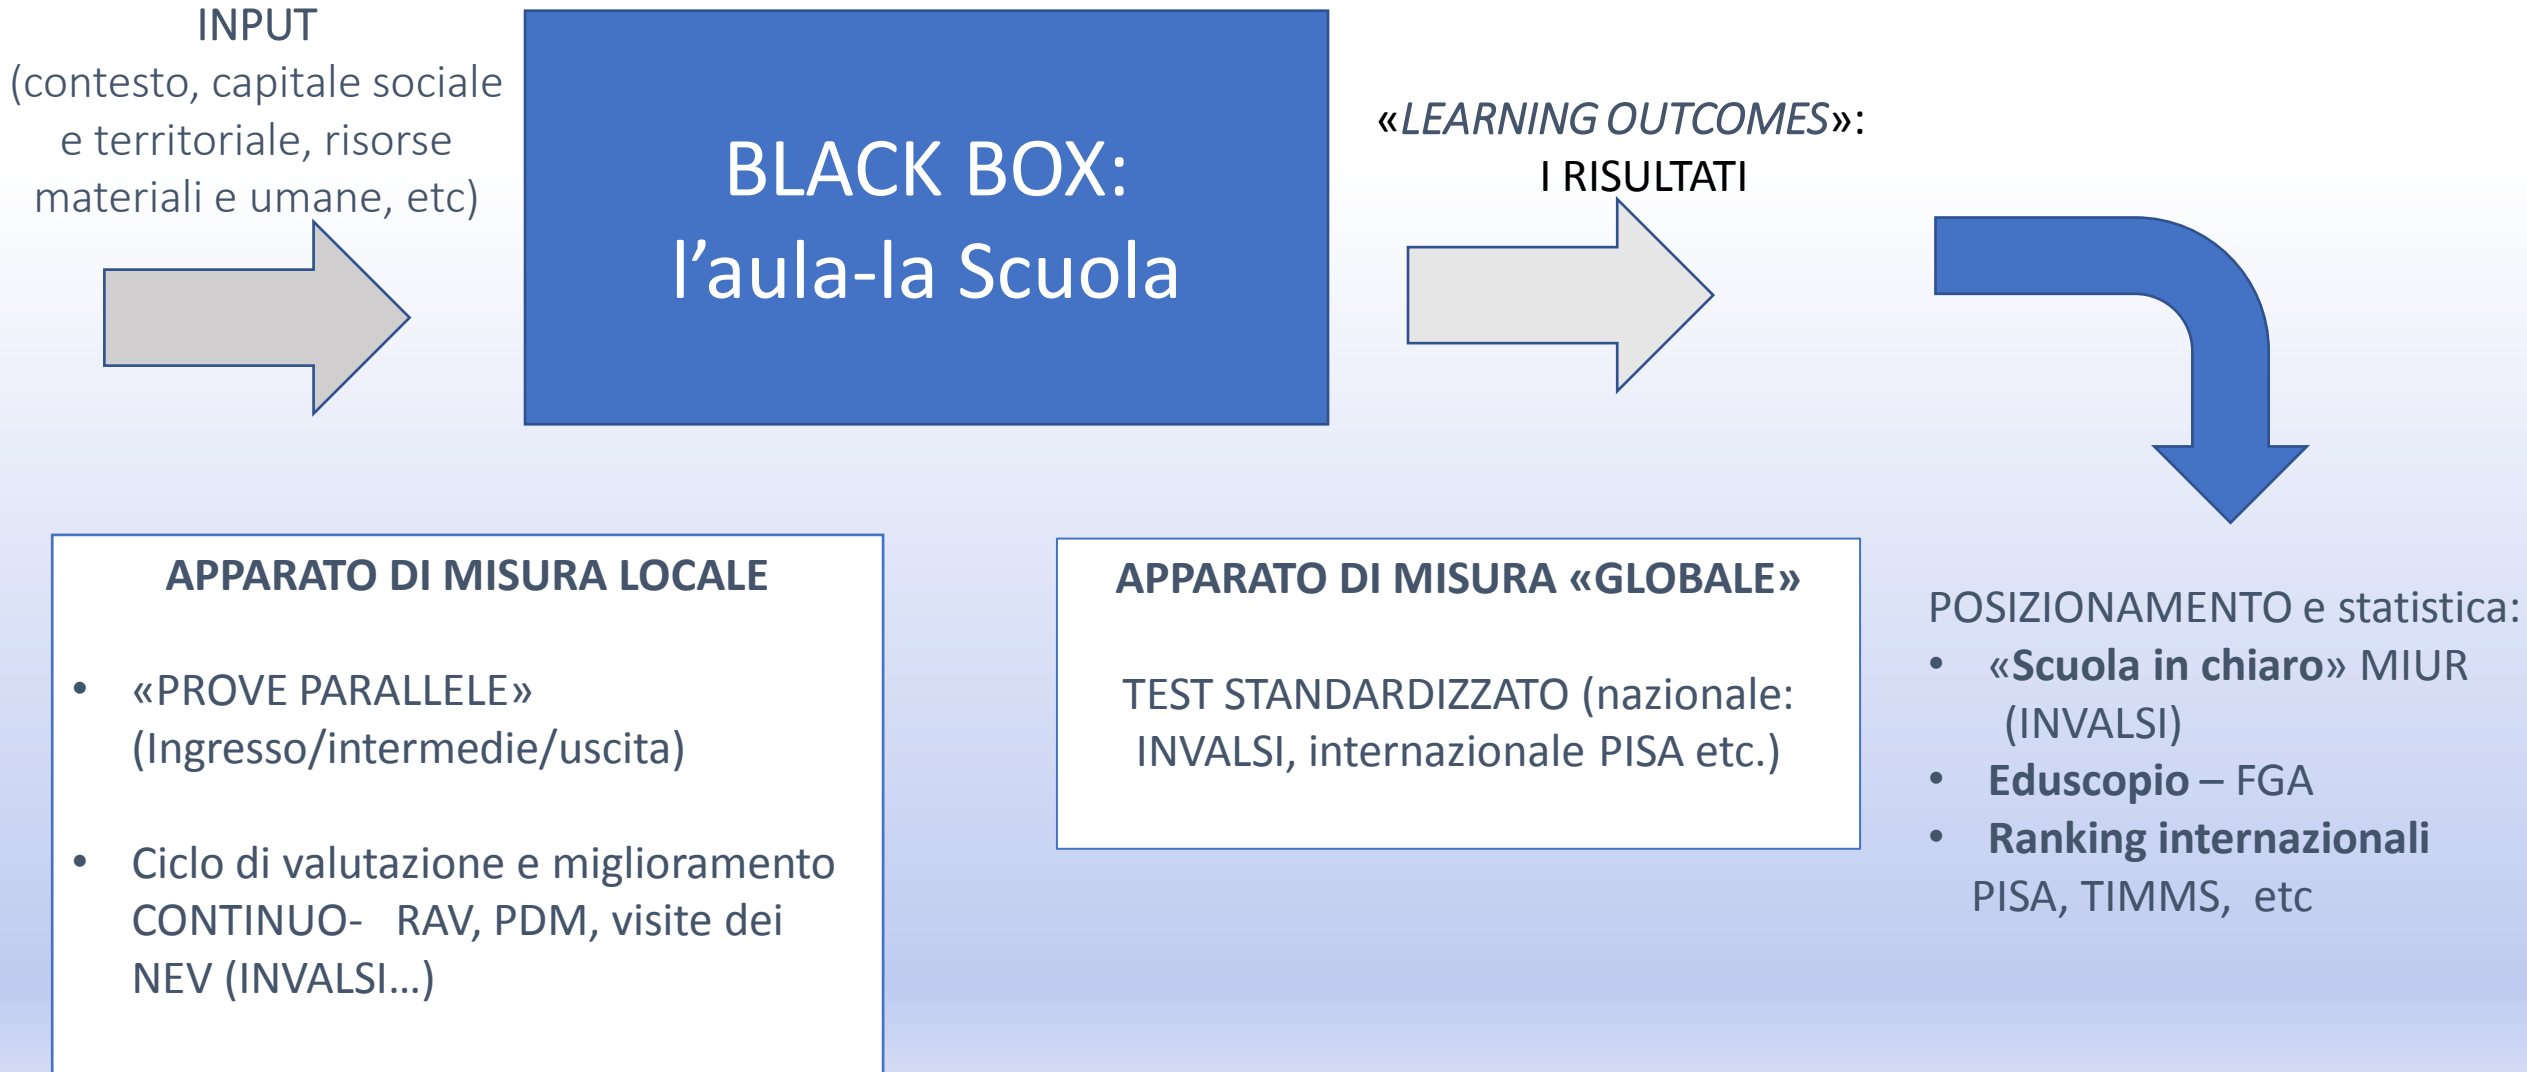 INPUT
(contesto, capitale sociale
e territoriale, risorse
materiali e umane, etc)
BLACK BOX:
l’aula-la Scuola
«LEARNING OUTCOMES»:
I RISULTATI
APPARATO DI MISURA LOCALE
• «PROVE PARALLELE»
(Ingresso/intermedie/uscita)
• Ciclo di valutazione e miglioramento
CONTINUO- RAV, PDM, visite dei
NEV (INVALSI…)
APPARATO DI MISURA «GLOBALE»
TEST STANDARDIZZATO (nazionale:
INVALSI, internazionale PISA etc.)
POSIZIONAMENTO e statistica:
• «Scuola in chiaro» MIUR
(INVALSI)
• Eduscopio – FGA
• Ranking internazionali
PISA, TIMMS, etc